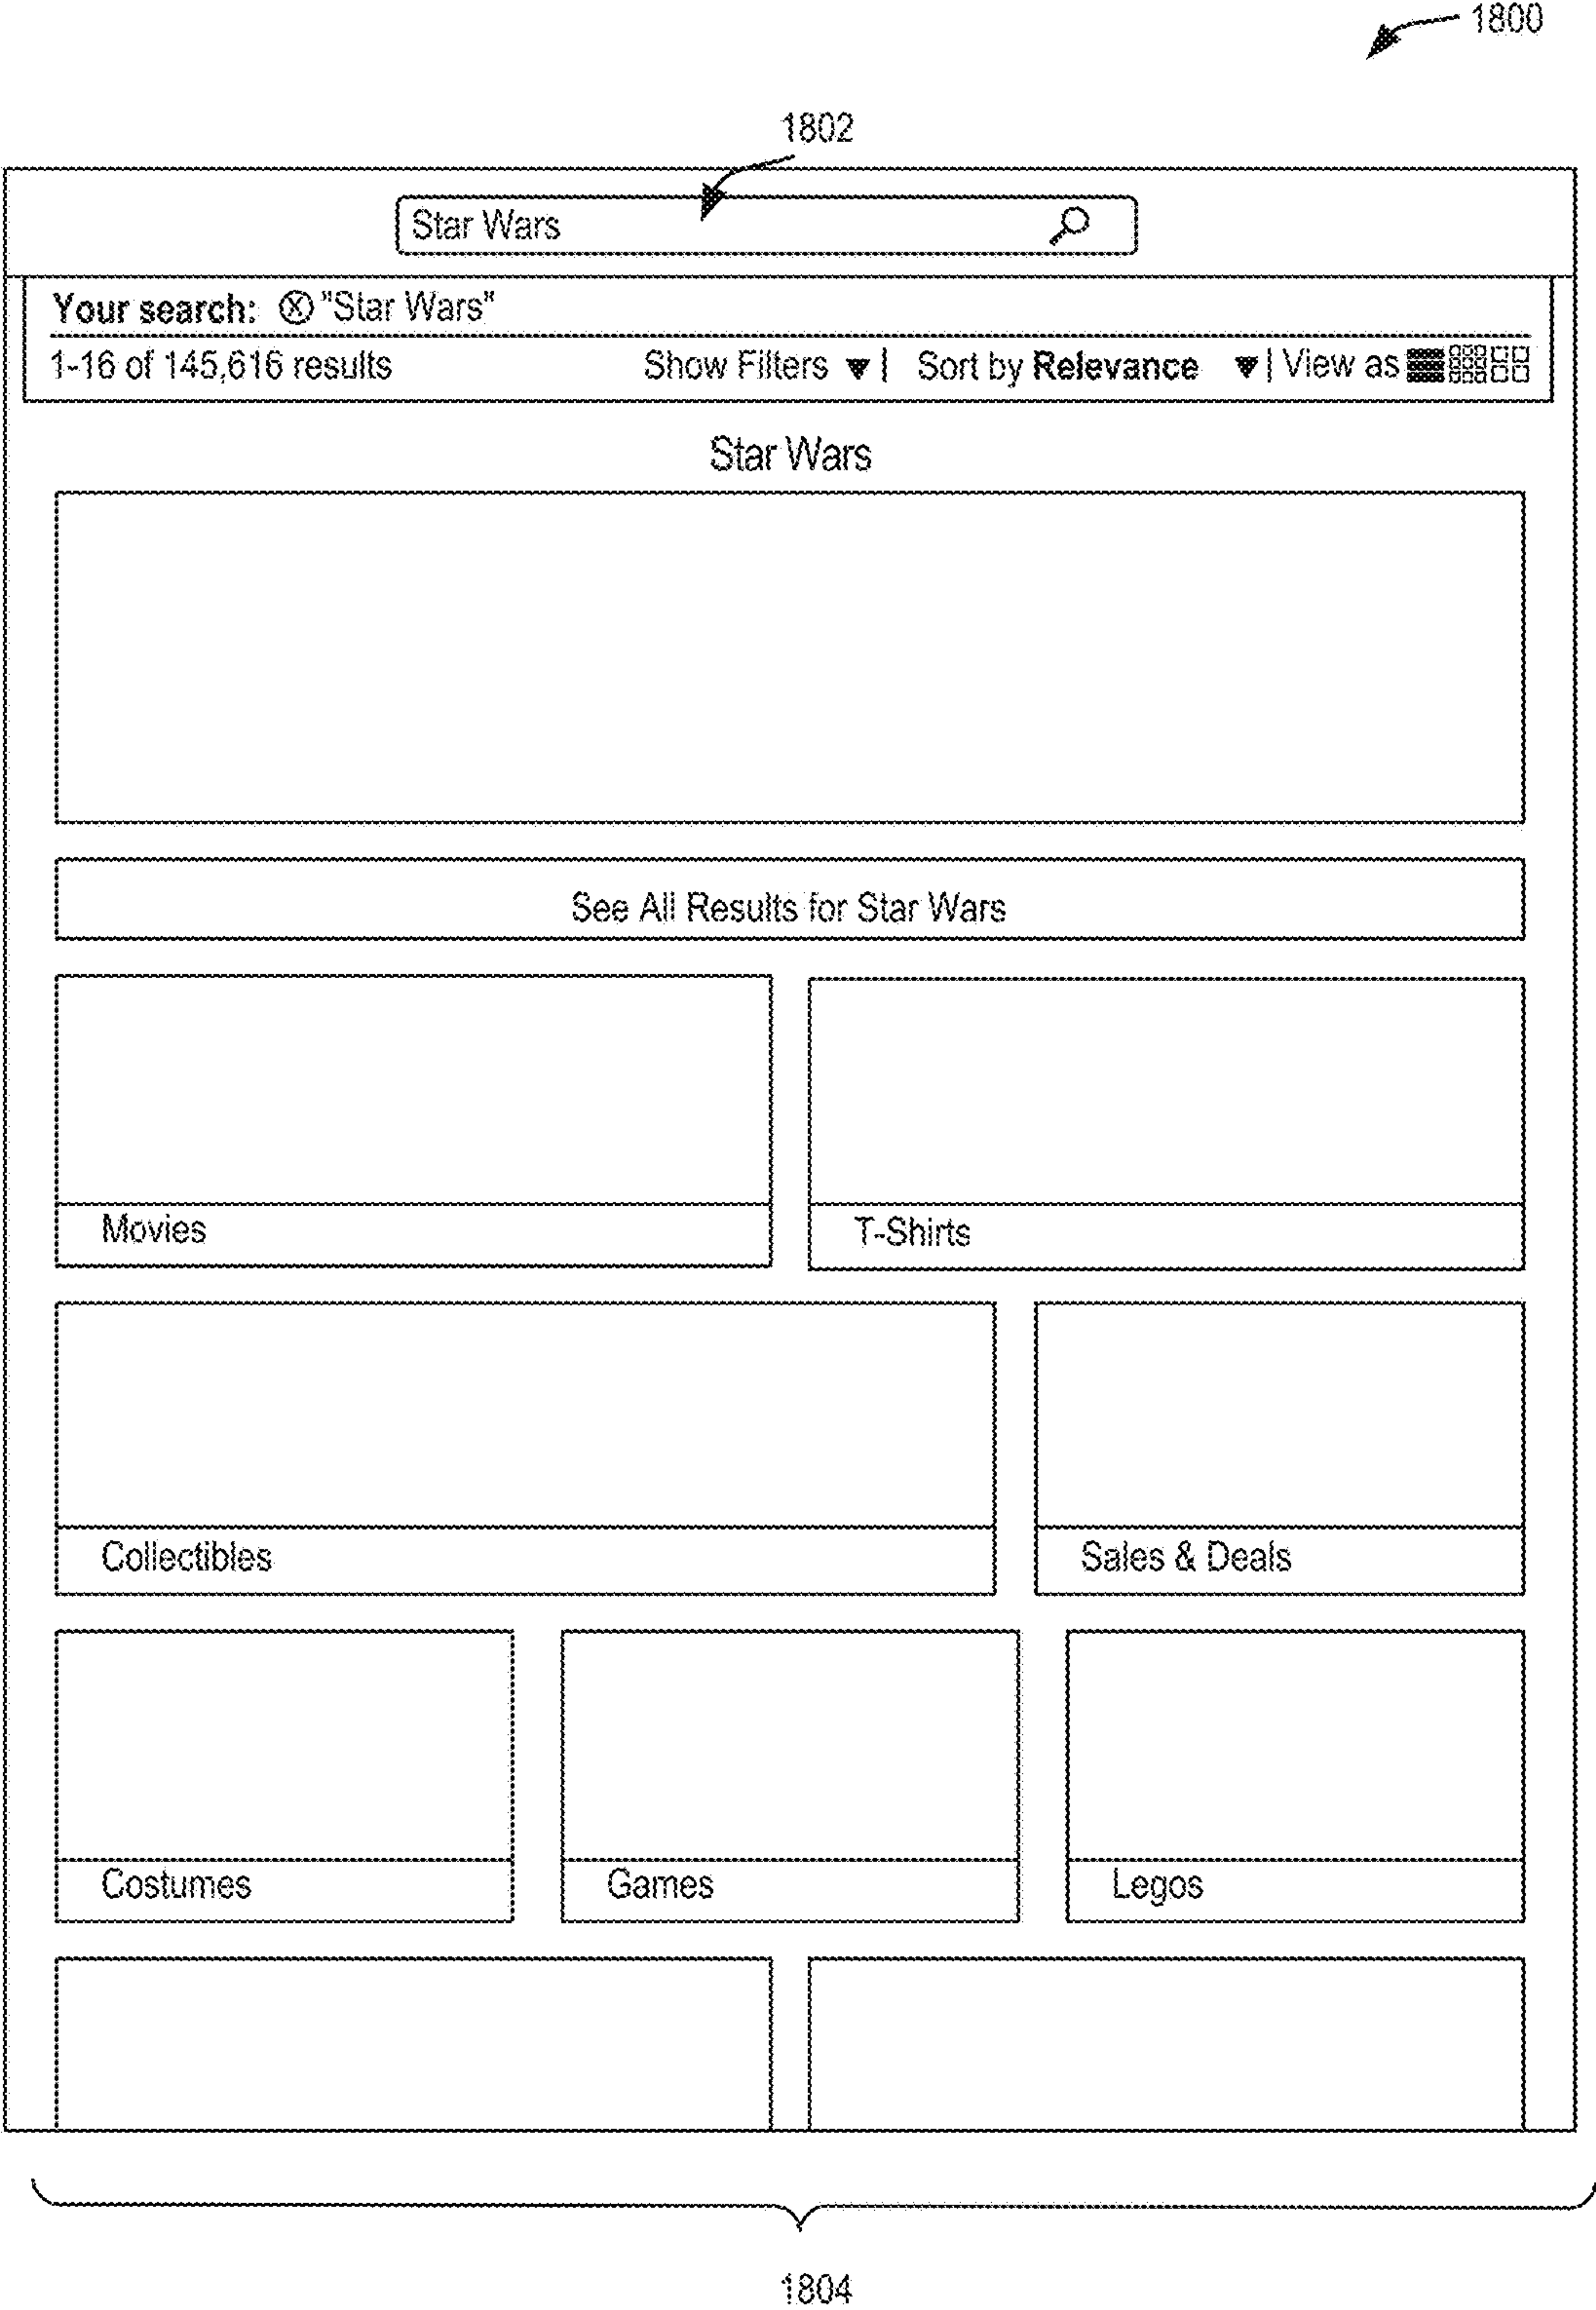 1800
1802
Star Wars
Your search: ⓧ "Star Wars"
1-16 of 145,616 results Show Filters ▼ | Sort by Relevance ▼ | View as
Star Wars
See All Results for Star Wars
Movies T-Shirts
Collectibles Sales & Deals
Costumes Games Legos
1804